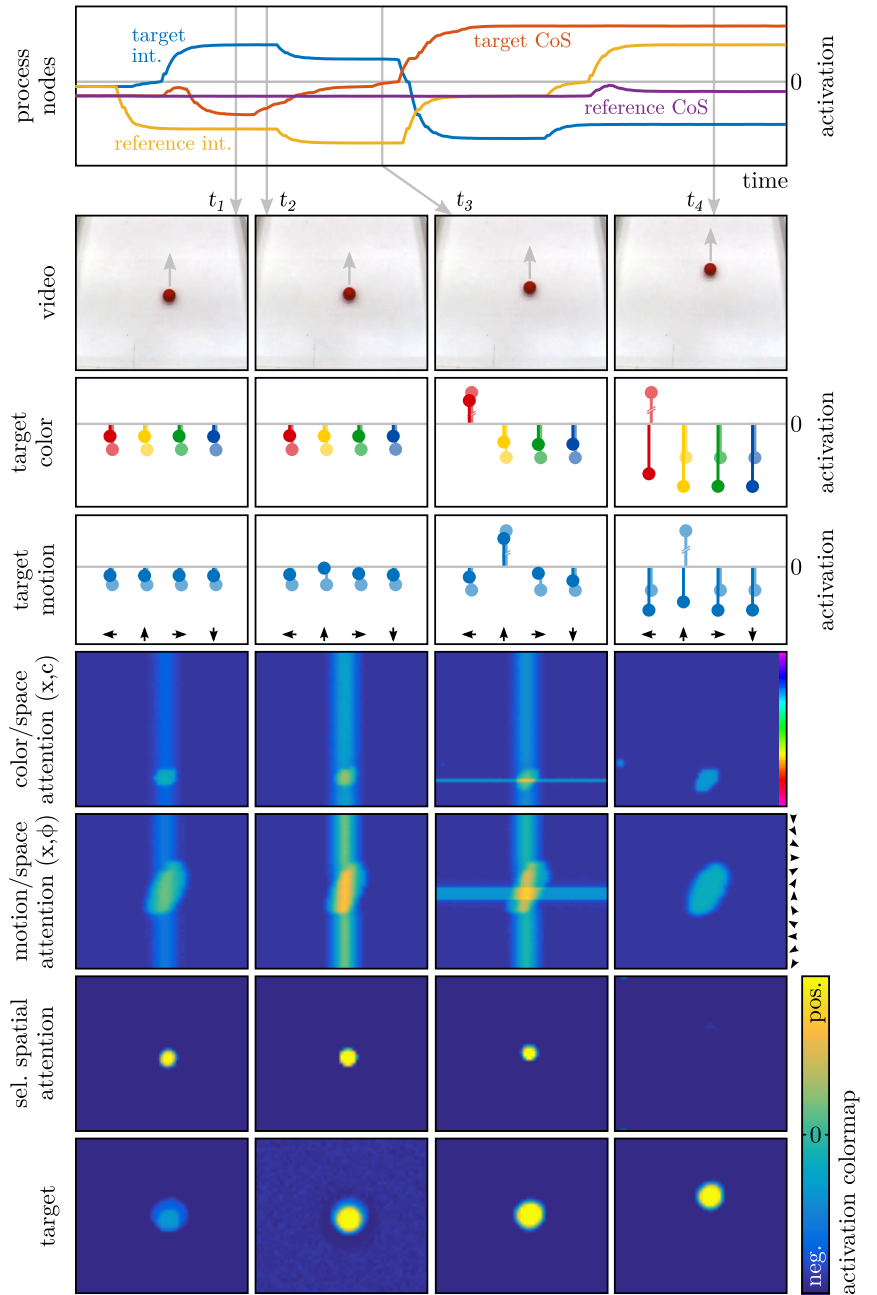 process
nodes
target
int.
target CoS
reference CoS
reference int.
0
activation
time
t1
t2
t3
t4
video
target
color
0
activation
target
motion
0
activation
color/space
attention (x,c)
motion/space
attention (x,ϕ)
sel. spatial
attention
target
neg.
0
pos.
activation colormap